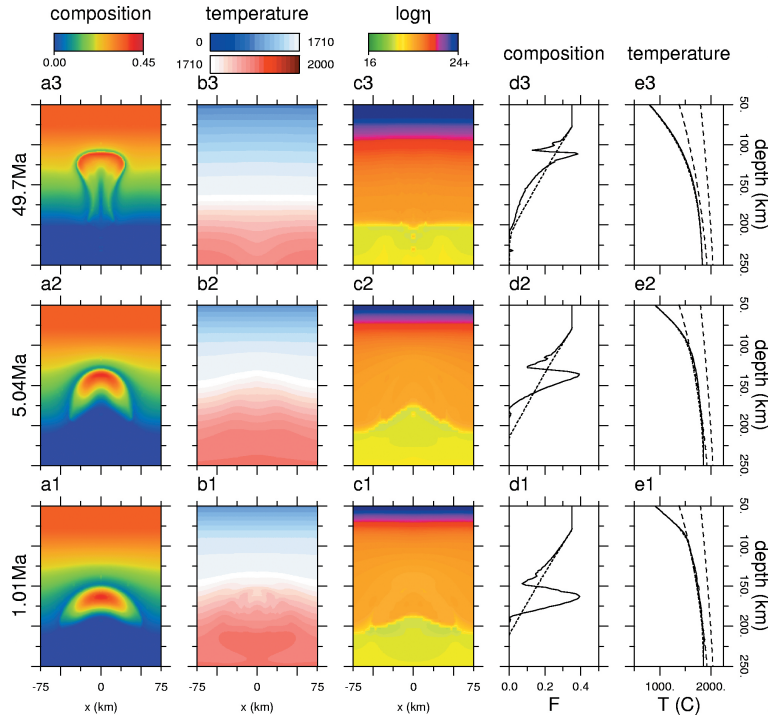 composition temperature logη
0.00 0.45 0 1710 16 24+
1710 2000
composition temperature
a3 b3 c3 d3 e3
49.7Ma
50.
100.
150.
200.
250.
depth (km)
a2 b2 c2 d2 e2
5.04Ma
50.
100.
150.
200.
250.
depth (km)
a1 b1 c1 d1 e1
1.01Ma
50.
100.
150.
200.
250.
depth (km)
-75 0 75 -75 0 75 -75 0 75 0.0 0.2 0.4 1000. 2000.
x (km) x (km) x (km) F T (C)